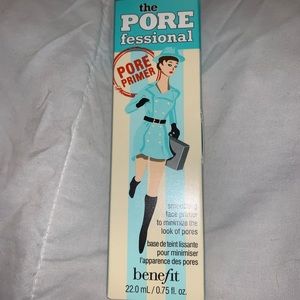 the
PORE
fessional
PORE
PRIMER
smoothing
face primer
to minimize the
look of pores
base de teint lissante
pour minimiser
l'apparence des pores
benefit
22.0 mL / 0.75 fl. oz.